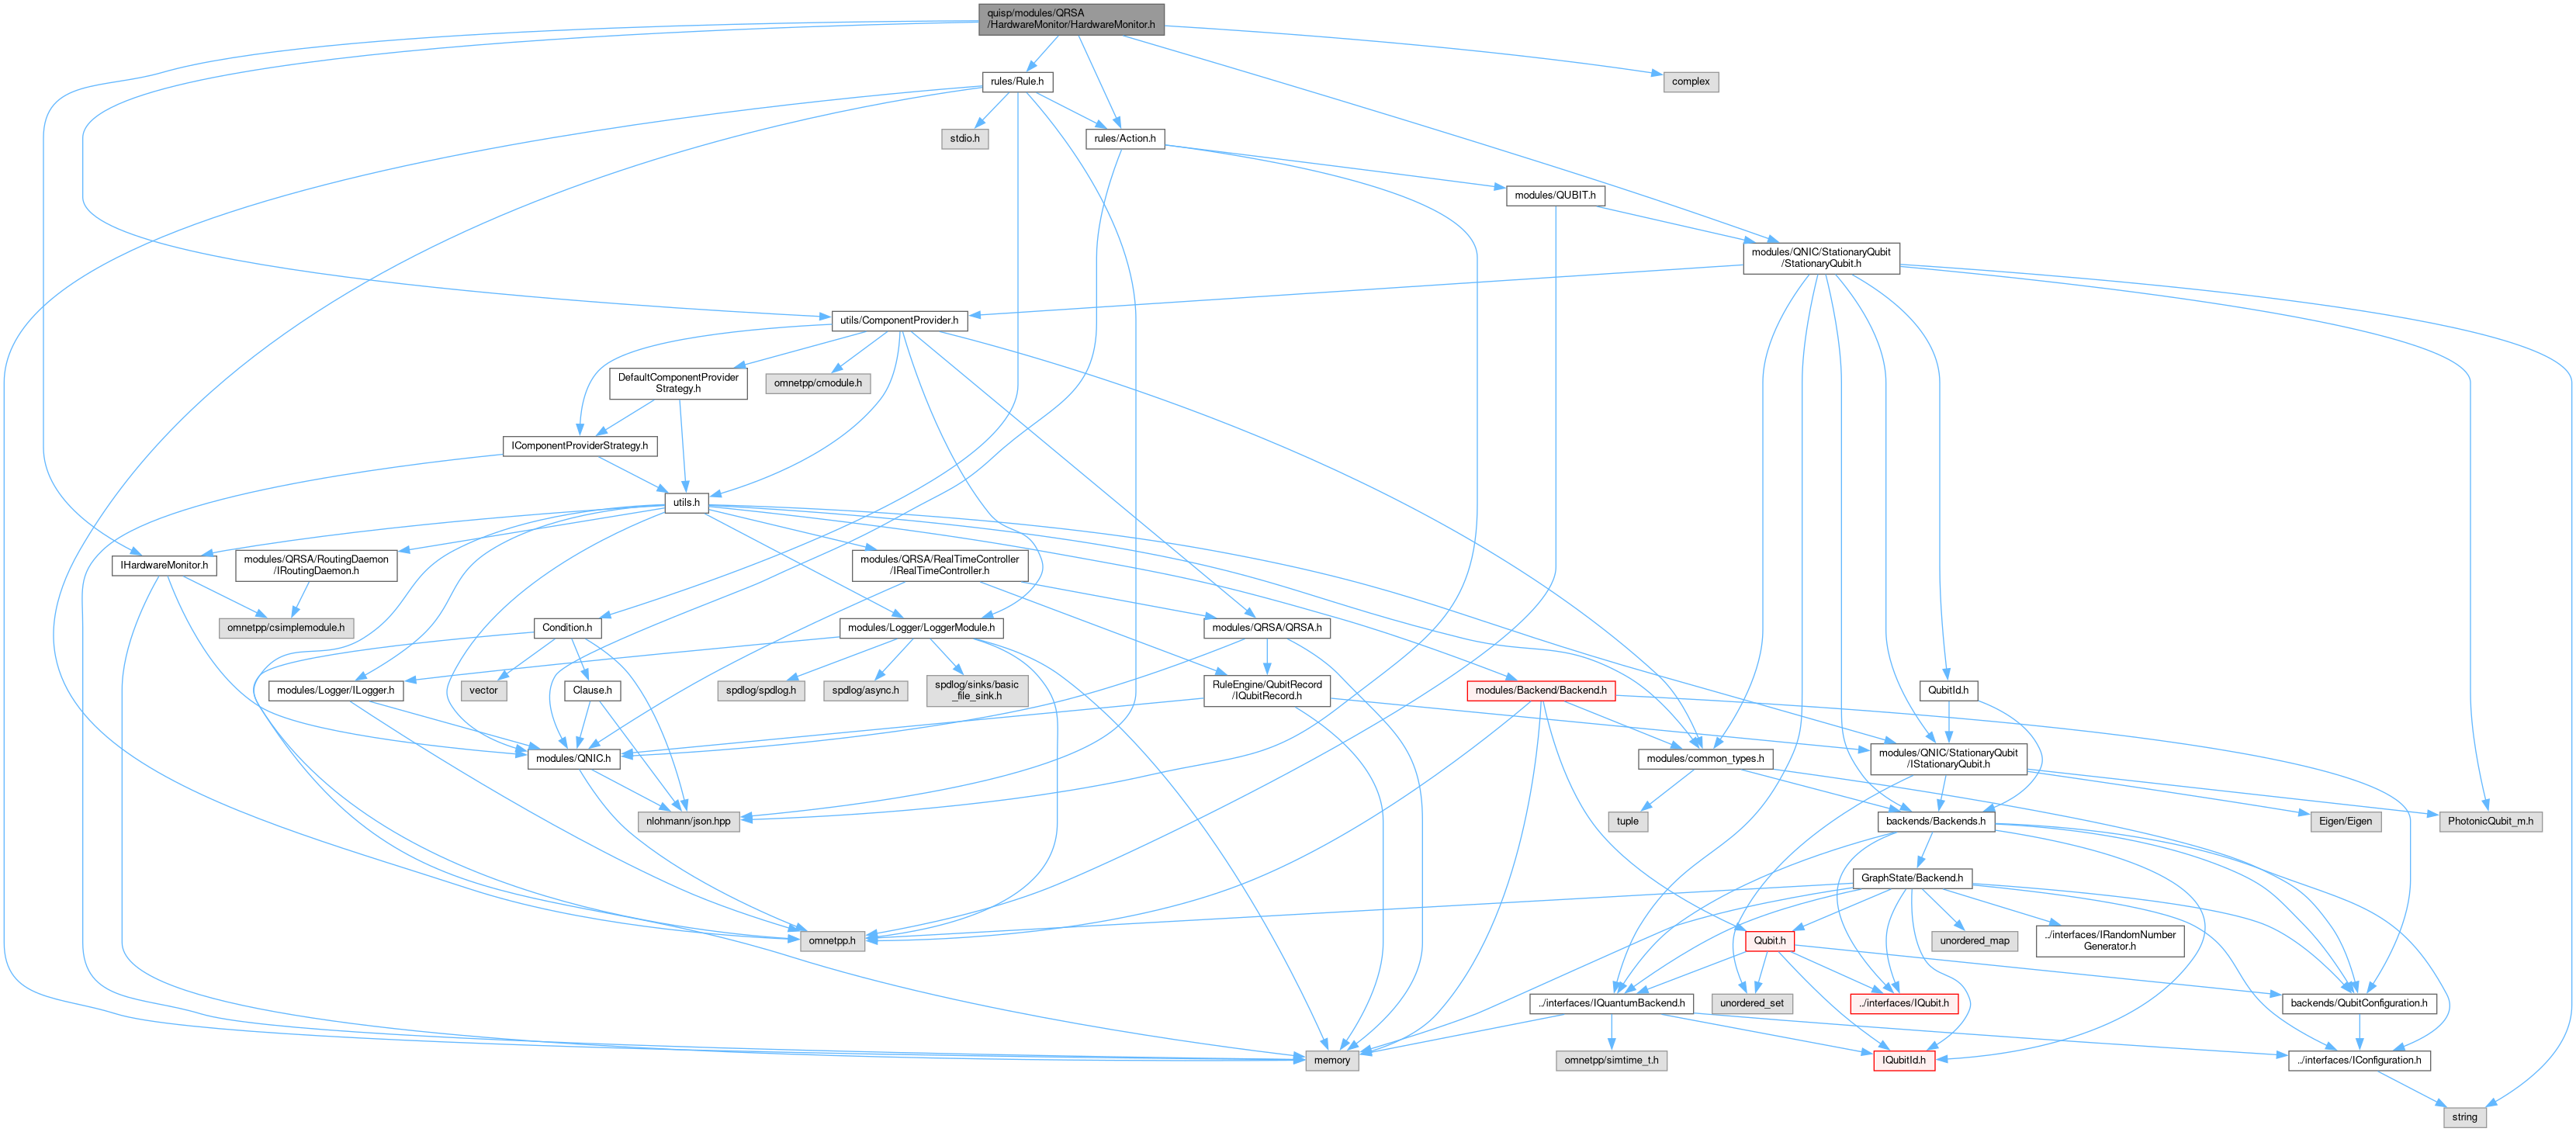 quisp/modules/QRSA
/HardwareMonitor/HardwareMonitor.h
rules/Rule.h
complex
stdio.h
rules/Action.h
modules/QUBIT.h
modules/QNIC/StationaryQubit
/StationaryQubit.h
utils/ComponentProvider.h
DefaultComponentProvider
Strategy.h
omnetpp/cmodule.h
IComponentProviderStrategy.h
utils.h
IHardwareMonitor.h
modules/QRSA/RoutingDaemon
/IRoutingDaemon.h
modules/QRSA/RealTimeController
/IRealTimeController.h
omnetpp/csimplemodule.h
Condition.h
modules/Logger/LoggerModule.h
modules/QRSA/QRSA.h
modules/Logger/ILogger.h
vector
Clause.h
spdlog/spdlog.h
spdlog/async.h
spdlog/sinks/basic
_file_sink.h
RuleEngine/QubitRecord
/IQubitRecord.h
modules/Backend/Backend.h
QubitId.h
modules/QNIC.h
modules/common_types.h
modules/QNIC/StationaryQubit
/IStationaryQubit.h
nlohmann/json.hpp
tuple
backends/Backends.h
Eigen/Eigen
PhotonicQubit_m.h
GraphState/Backend.h
omnetpp.h
Qubit.h
unordered_map
../interfaces/IRandomNumber
Generator.h
../interfaces/IQuantumBackend.h
unordered_set
../interfaces/IQubit.h
backends/QubitConfiguration.h
memory
omnetpp/simtime_t.h
IQubitId.h
../interfaces/IConfiguration.h
string